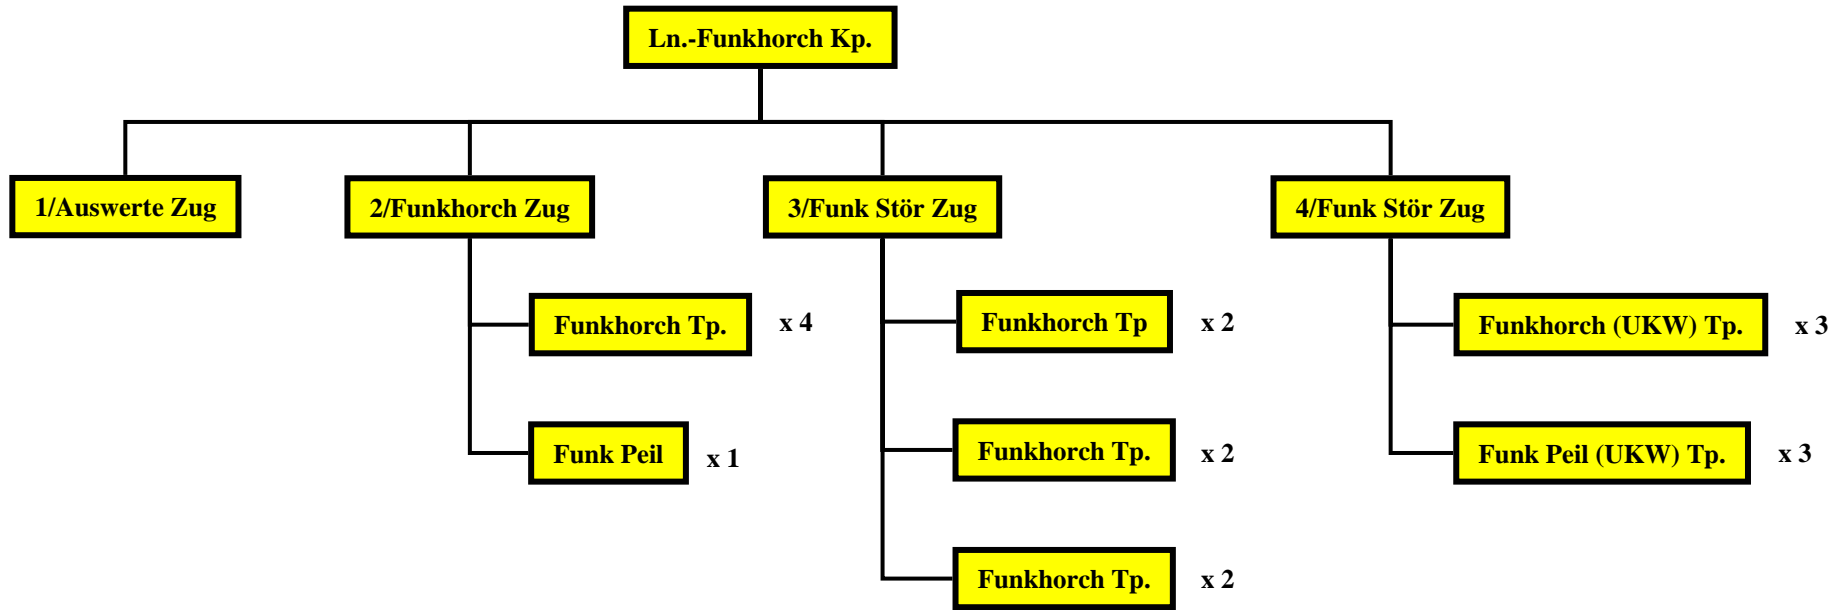 Ln.-Funkhorch Kp.
1/Auswerte Zug
2/Funkhorch Zug
3/Funk Stör Zug
4/Funk Stör Zug
Funkhorch Tp. x 4
Funkhorch Tp x 2
Funkhorch (UKW) Tp. x 3
Funk Peil x 1
Funkhorch Tp. x 2
Funk Peil (UKW) Tp. x 3
Funkhorch Tp. x 2